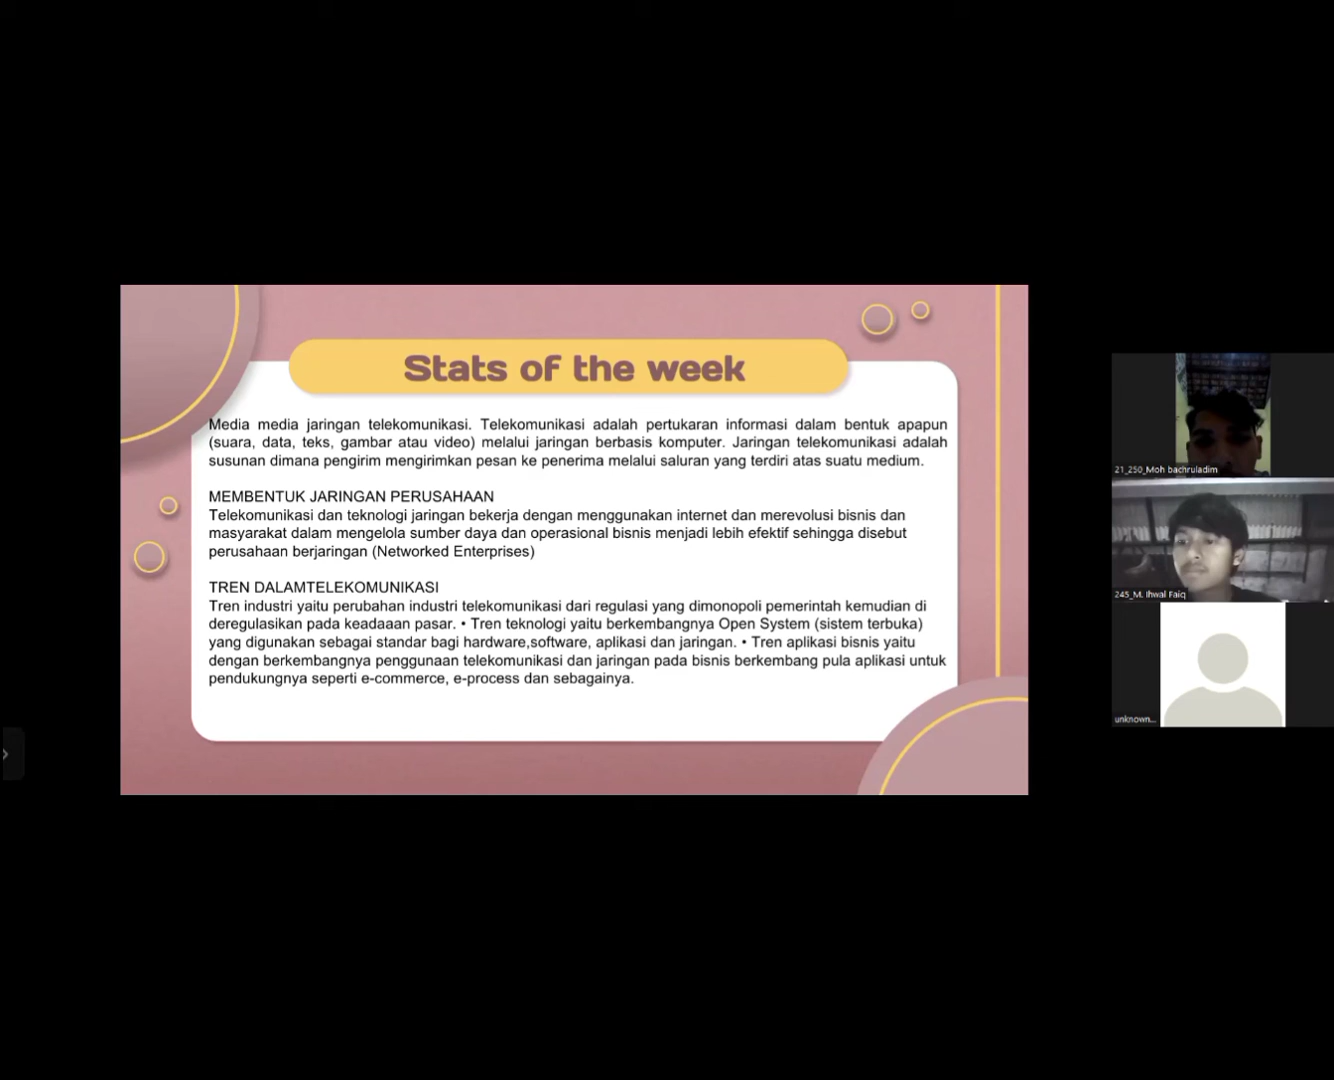 Stats of the week
Media media jaringan telekomunikasi. Telekomunikasi adalah pertukaran informasi dalam bentuk apapun
(suara, data, teks, gambar atau video) melalui jaringan berbasis komputer. Jaringan telekomunikasi adalah
susunan dimana pengirim mengirimkan pesan ke penerima melalui saluran yang terdiri atas suatu medium.
MEMBENTUK JARINGAN PERUSAHAAN
Telekomunikasi dan teknologi jaringan bekerja dengan menggunakan internet dan merevolusi bisnis dan
masyarakat dalam mengelola sumber daya dan operasional bisnis menjadi lebih efektif sehingga disebut
perusahaan berjaringan (Networked Enterprises)
TREN DALAMTELEKOMUNIKASI
Tren industri yaitu perubahan industri telekomunikasi dari regulasi yang dimonopoli pemerintah kemudian di
deregulasikan pada keadaaan pasar. • Tren teknologi yaitu berkembangnya Open System (sistem terbuka)
yang digunakan sebagai standar bagi hardware,software, aplikasi dan jaringan. • Tren aplikasi bisnis yaitu
dengan berkembangnya penggunaan telekomunikasi dan jaringan pada bisnis berkembang pula aplikasi untuk
pendukungnya seperti e-commerce, e-process dan sebagainya.
21_250_Moh bachruladim
245_M. Ihwal Faiq
unknown...